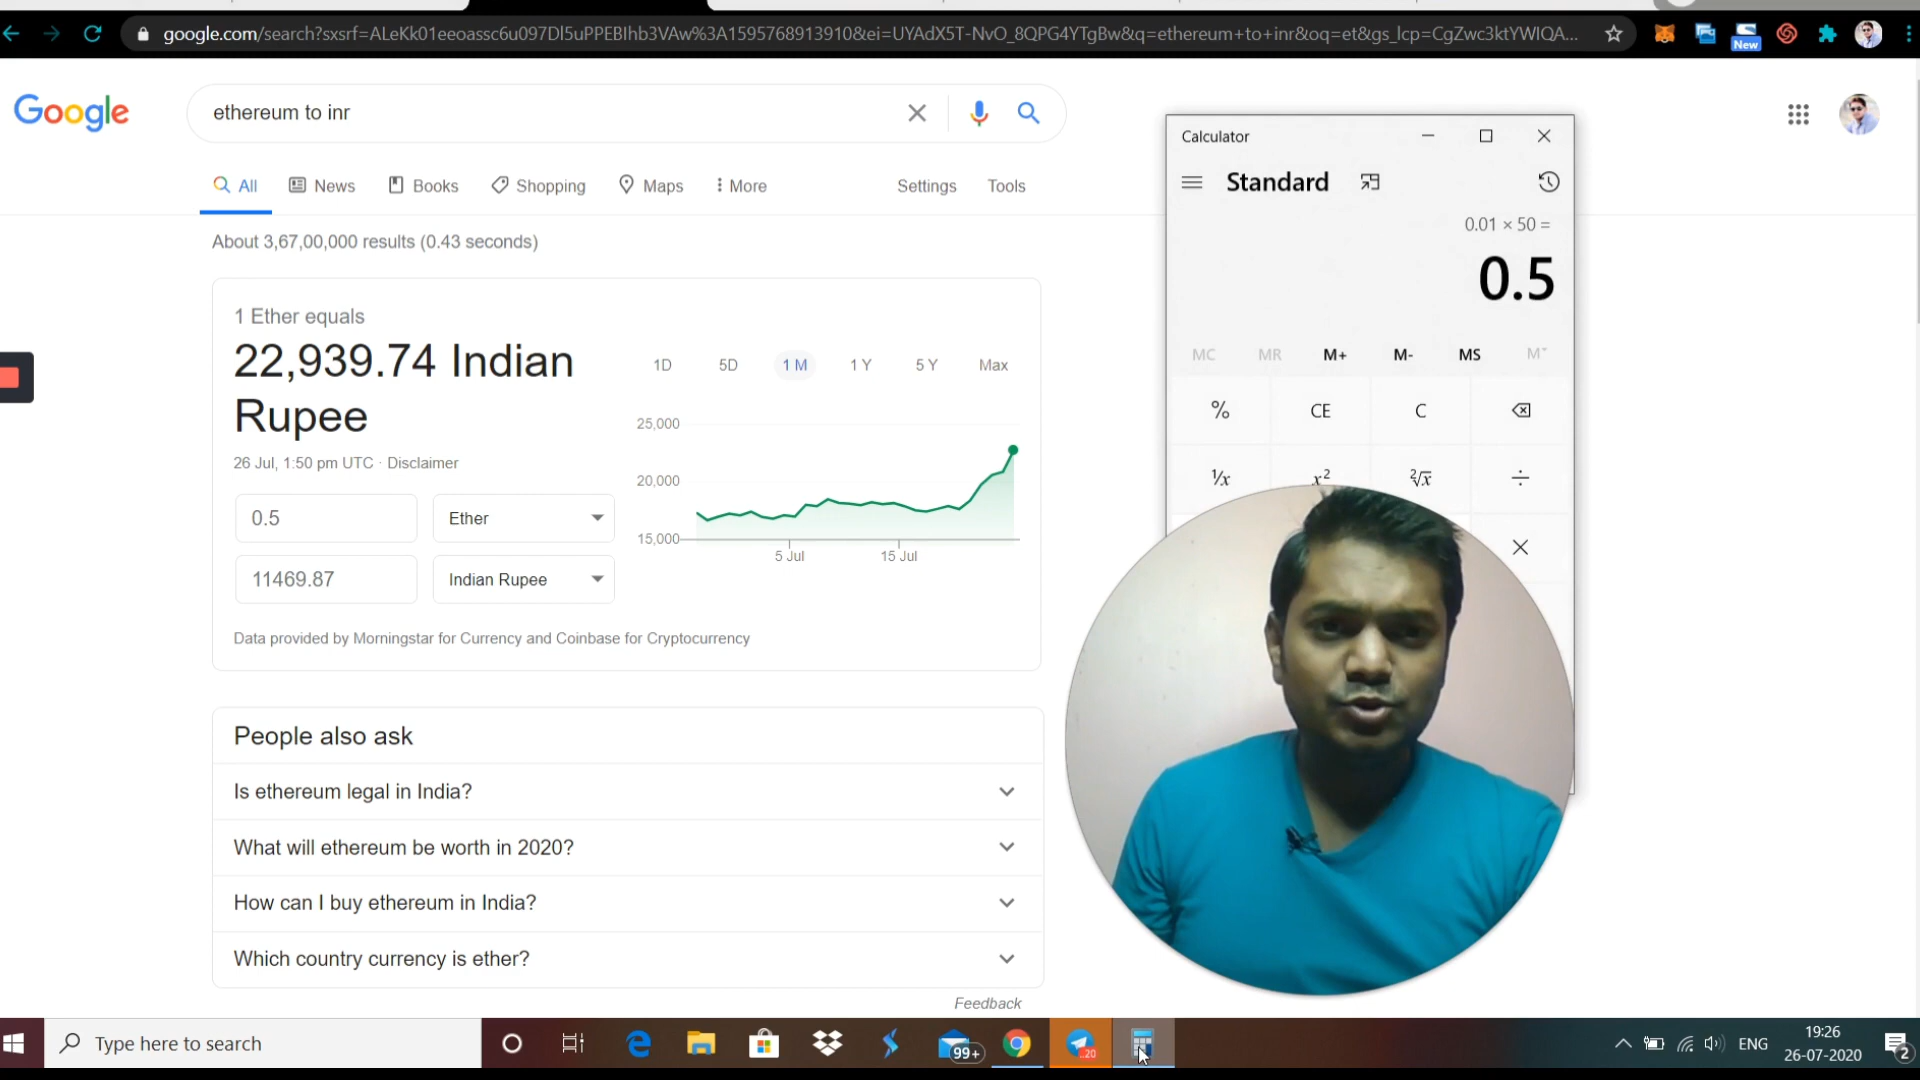 google.com/search?sxsrf=ALeKk01eeoassc6u097Dl5uPPEBIhb3VAw%3A1595768913910&ei=UYAdX5T-NvO_8QPG4YTgBw&q=ethereum+to+inr&oq=et&gs_lcp=CgZwc3ktYWIQA...
New
Google
ethereum to inr
All
News
Books
Shopping
Maps
More
Settings
Tools
About 3,67,00,000 results (0.43 seconds)
1 Ether equals
22,939.74 Indian
Rupee
26 Jul, 1:50 pm UTC · Disclaimer
0.5
Ether
11469.87
Indian Rupee
1D
5D
1 M
1 Y
5 Y
Max
25,000
20,000
15,000
5 Jul
15 Jul
Data provided by Morningstar for Currency and Coinbase for Cryptocurrency
People also ask
Is ethereum legal in India?
What will ethereum be worth in 2020?
How can I buy ethereum in India?
Which country currency is ether?
Feedback
Calculator
Standard
0.01 × 50 =
0.5
MC
MR
M+
M-
MS
M˅
%
CE
C
⅟x
x²
²√x
÷
×
Type here to search
99+
20
ENG
19:26
26-07-2020
2